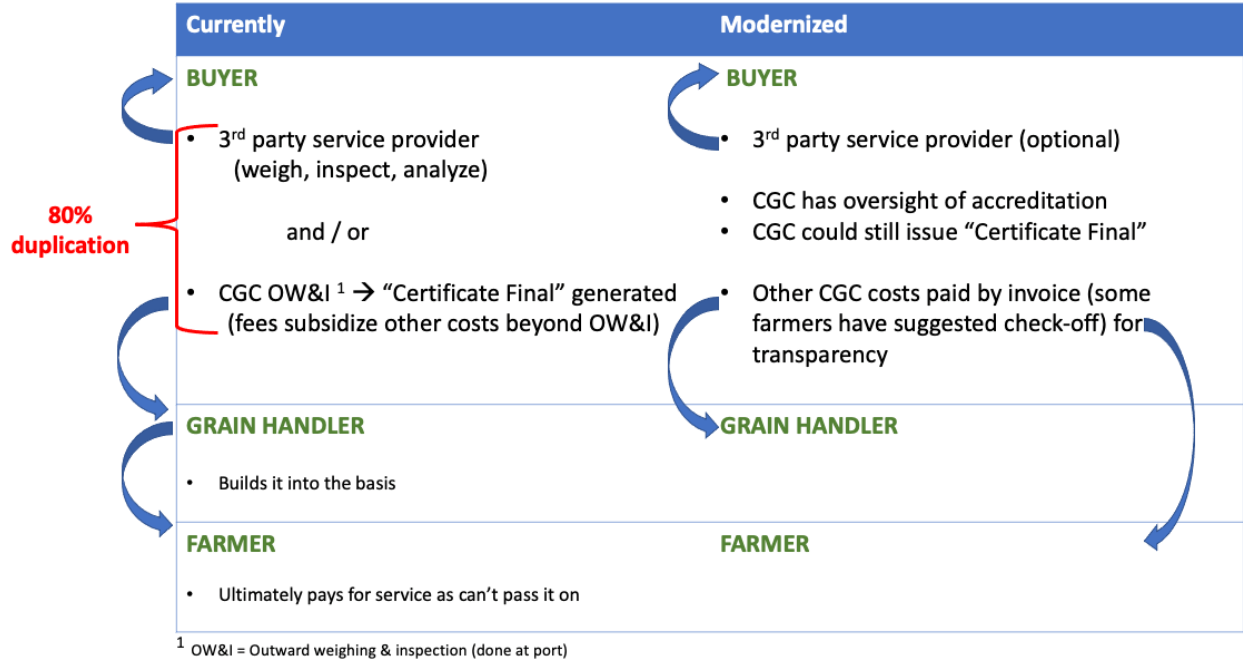 Currently
Modernized
BUYER
• 3rd party service provider
(weigh, inspect, analyze)
and / or
• CGC OW&I 1 → “Certificate Final” generated
(fees subsidize other costs beyond OW&I)
80%
duplication
BUYER
• 3rd party service provider (optional)
• CGC has oversight of accreditation
• CGC could still issue “Certificate Final”
• Other CGC costs paid by invoice (some
farmers have suggested check-off) for
transparency
GRAIN HANDLER
• Builds it into the basis
GRAIN HANDLER
FARMER
• Ultimately pays for service as can’t pass it on
FARMER
1 OW&I = Outward weighing & inspection (done at port)